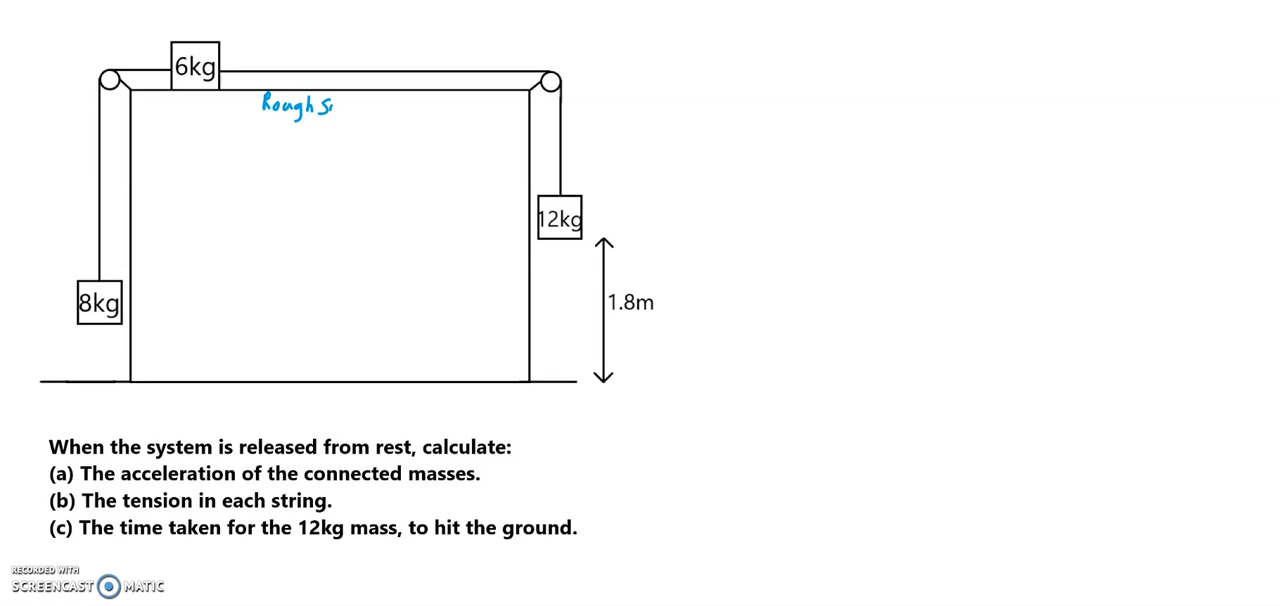 6kg
Rough S
12kg
8kg
1.8m
When the system is released from rest, calculate:
(a) The acceleration of the connected masses.
(b) The tension in each string.
(c) The time taken for the 12kg mass, to hit the ground.
RECORDED WITH
SCREENCAST MATIC